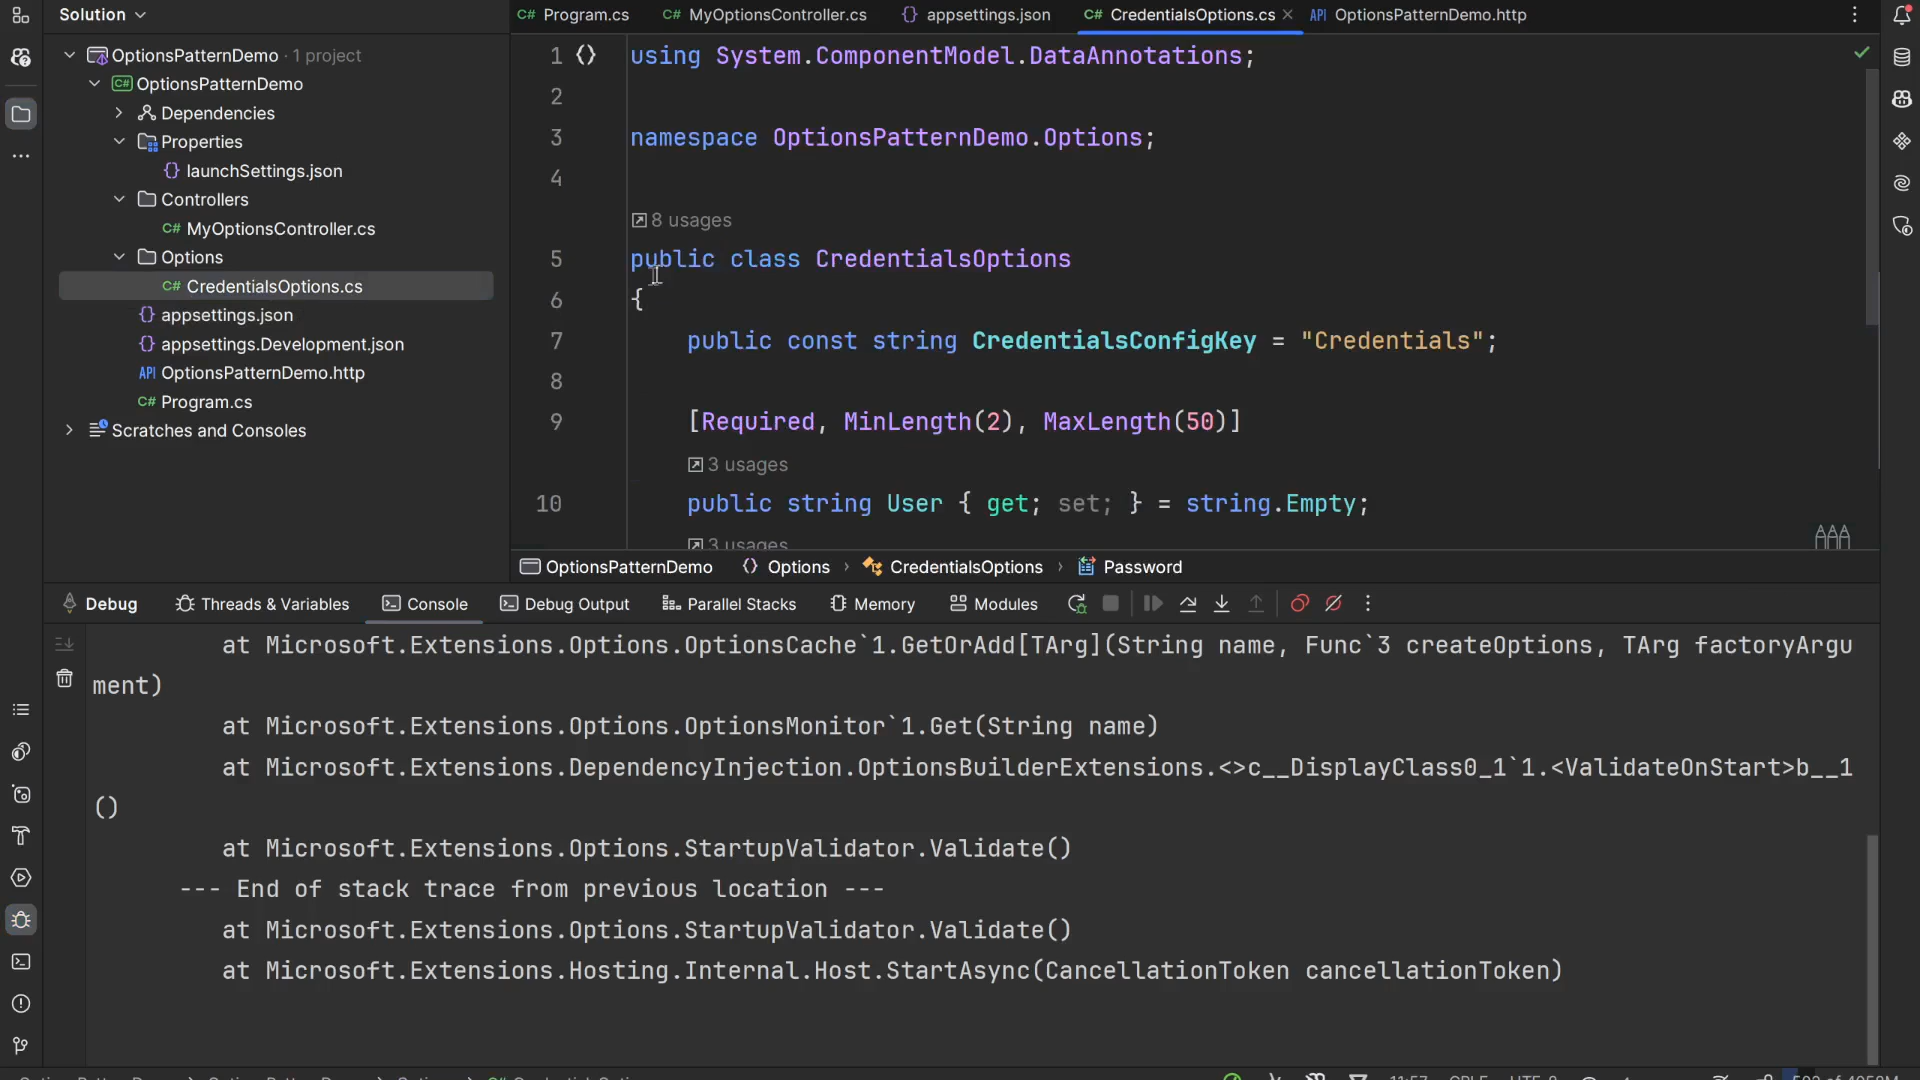 Solution
Program.cs
MyOptionsController.cs
appsettings.json
CredentialsOptions.cs
OptionsPatternDemo.http
OptionsPatternDemo · 1 project
OptionsPatternDemo
Dependencies
Properties
launchSettings.json
Controllers
MyOptionsController.cs
Options
CredentialsOptions.cs
appsettings.json
appsettings.Development.json
OptionsPatternDemo.http
Program.cs
Scratches and Consoles
1 using System.ComponentModel.DataAnnotations;
2
3 namespace OptionsPatternDemo.Options;
4
8 usages
5 public class CredentialsOptions
6 {
7 public const string CredentialsConfigKey = "Credentials";
8
9 [Required, MinLength(2), MaxLength(50)]
3 usages
10 public string User { get; set; } = string.Empty;
3 usages
OptionsPatternDemo Options › CredentialsOptions › Password
Debug Threads & Variables Console Debug Output Parallel Stacks Memory Modules
at Microsoft.Extensions.Options.OptionsCache`1.GetOrAdd[TArg](String name, Func`3 createOptions, TArg factoryArgu
ment)
at Microsoft.Extensions.Options.OptionsMonitor`1.Get(String name)
at Microsoft.Extensions.DependencyInjection.OptionsBuilderExtensions.<>c__DisplayClass0_1`1.<ValidateOnStart>b__1
()
at Microsoft.Extensions.Options.StartupValidator.Validate()
--- End of stack trace from previous location ---
at Microsoft.Extensions.Options.StartupValidator.Validate()
at Microsoft.Extensions.Hosting.Internal.Host.StartAsync(CancellationToken cancellationToken)